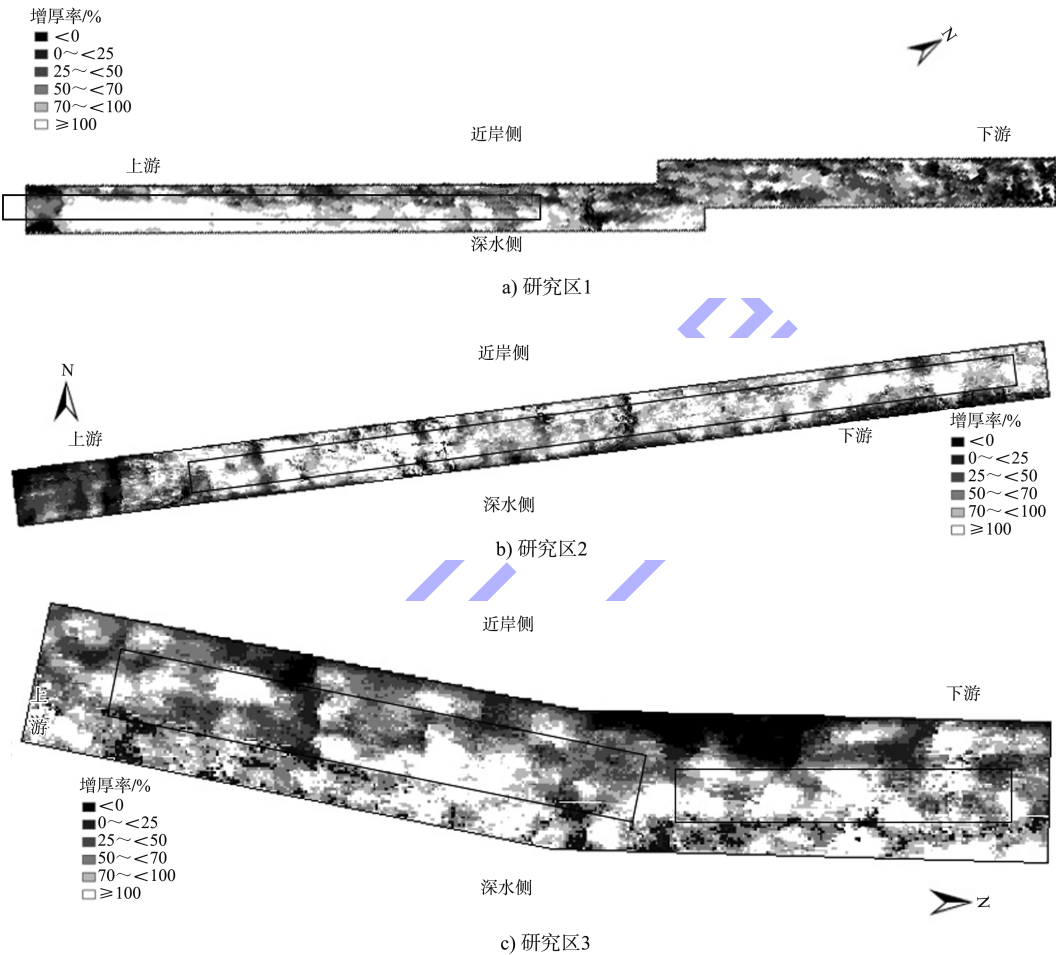 增厚率/%
<0
0～<25
25～<50
50～<70
70～<100
≥100
N
近岸侧
下游
上游
深水侧
a) 研究区1
近岸侧
N
上游
下游
增厚率/%
<0
0～<25
25～<50
50～<70
70～<100
≥100
深水侧
b) 研究区2
近岸侧
上游
下游
增厚率/%
<0
0～<25
25～<50
50～<70
70～<100
≥100
深水侧
N
c) 研究区3